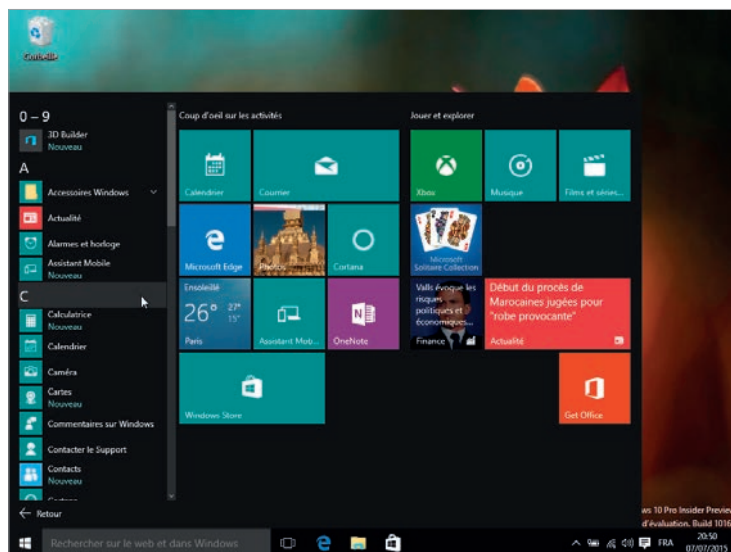 Corbeille
0 – 9
3D Builder
Nouveau
A
Accessoires Windows
Actualité
Alarmes et horloge
Assistant Mobile
Nouveau
C
Calculatrice
Nouveau
Calendrier
Caméra
Cartes
Nouveau
Commentaires sur Windows
Contacter le Support
Contacts
Nouveau
Cortana
Retour
Coup d'oeil sur les activités
Calendrier
Courrier
Microsoft Edge
Photos
Cortana
Ensoleillé
26° 27° 15°
Paris
Assistant Mob...
OneNote
Windows Store
Jouer et explorer
Xbox
Musique
Films et séries...
Microsoft
Solitaire Collection
Valls évoque les
risques
politiques et
économiques...
Finance
Début du procès de
Marocaines jugées pour
"robe provocante"
Actualité
Get Office
ws 10 Pro Insider Preview
d'évaluation. Build 1016
Rechercher sur le web et dans Windows
FRA
20:50
07/07/2015